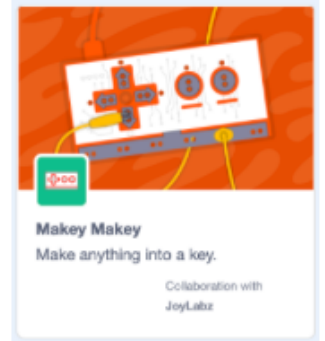 Makey Makey
Make anything into a key.
Collaboration with
JoyLabz